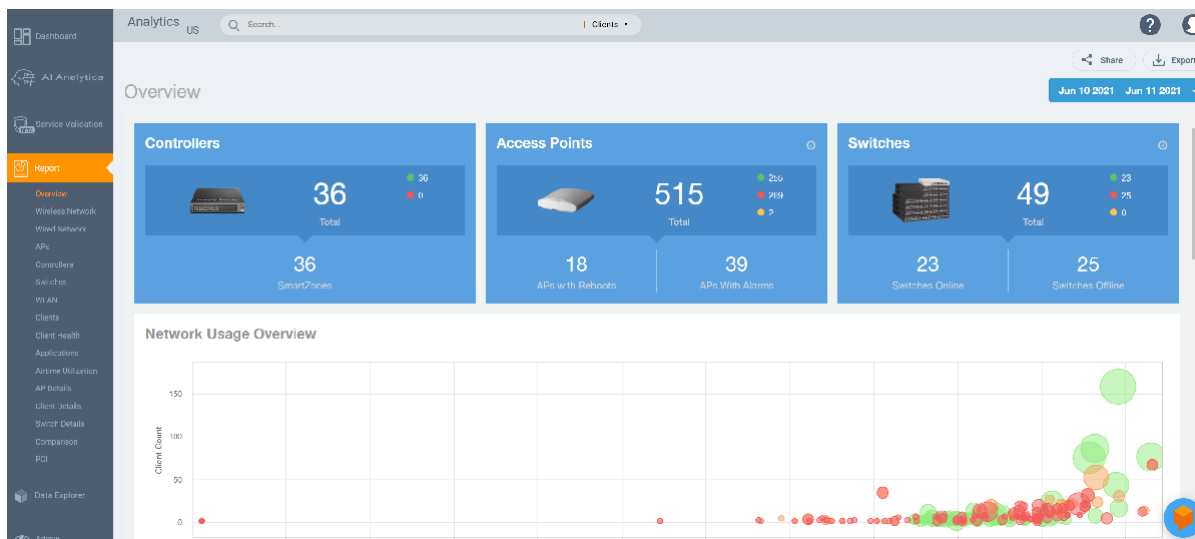 Analytics US
Search...
Clients
?
Dashboard
AI Analytics
Service Validation
Report
Overview
Wireless Network
Wired Network
APs
Controllers
Switches
WLAN
Clients
Client Health
Applications
Airtime Utilization
AP Details
Client Details
Switch Details
Comparison
PCI
Data Explorer
Admin
Share
Export
Overview
Jun 10 2021 Jun 11 2021
Controllers
36
Total
36
0
36
SmartZones
Access Points
515
Total
269
2
18
APs with Reboots
39
APs With Alarms
Switches
49
Total
23
25
0
23
Switches Online
25
Switches Offline
Network Usage Overview
Client Count
150
100
50
0